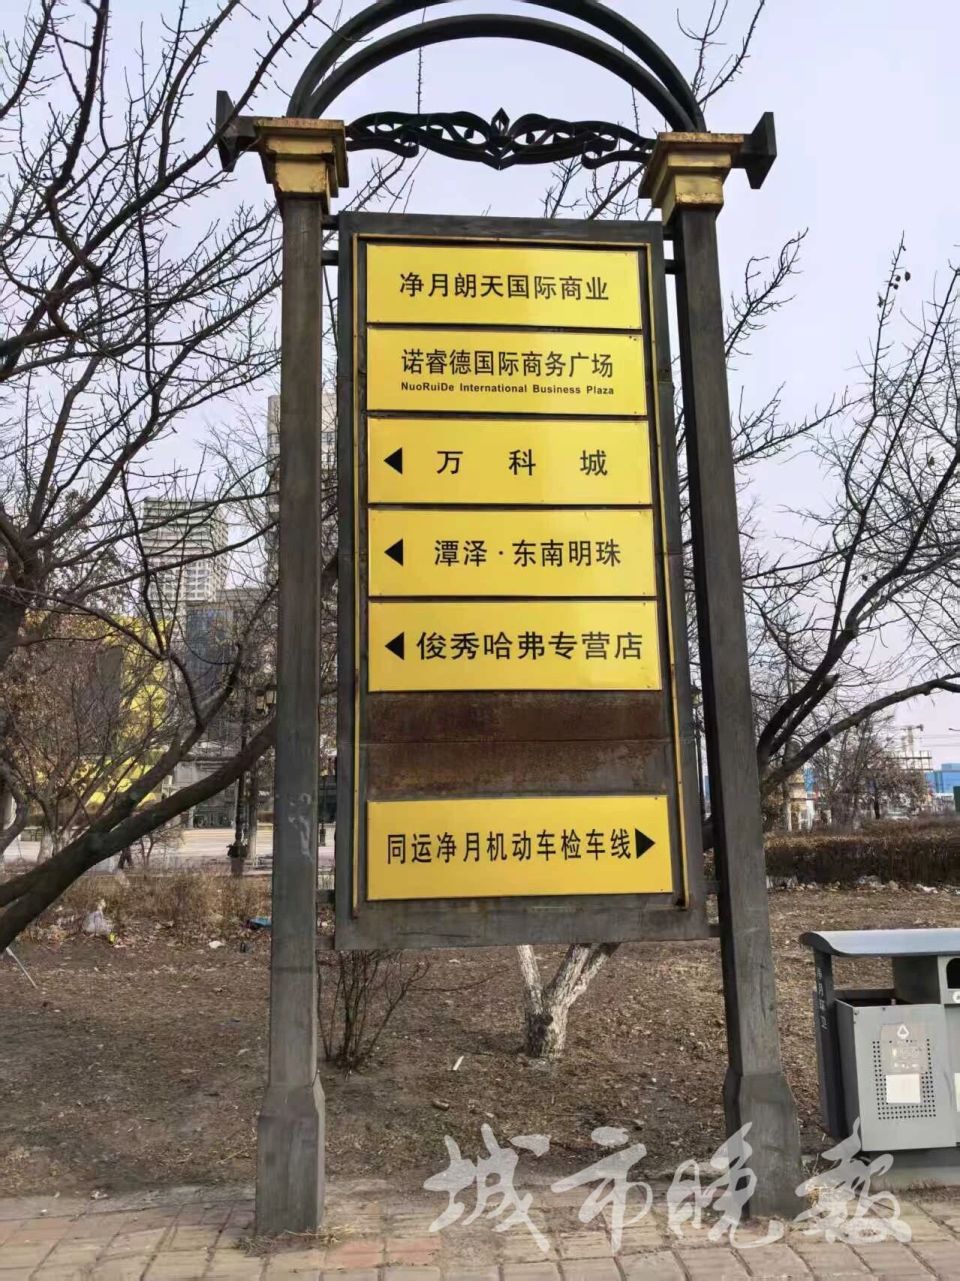 净月朗天国际商业
诺睿德国际商务广场
NuoRuiDe International Business Plaza
◀ 万 科 城
◀ 潭泽·东南明珠
◀ 俊秀哈弗专营店
同运净月机动车检车线 ▶
城市晚报